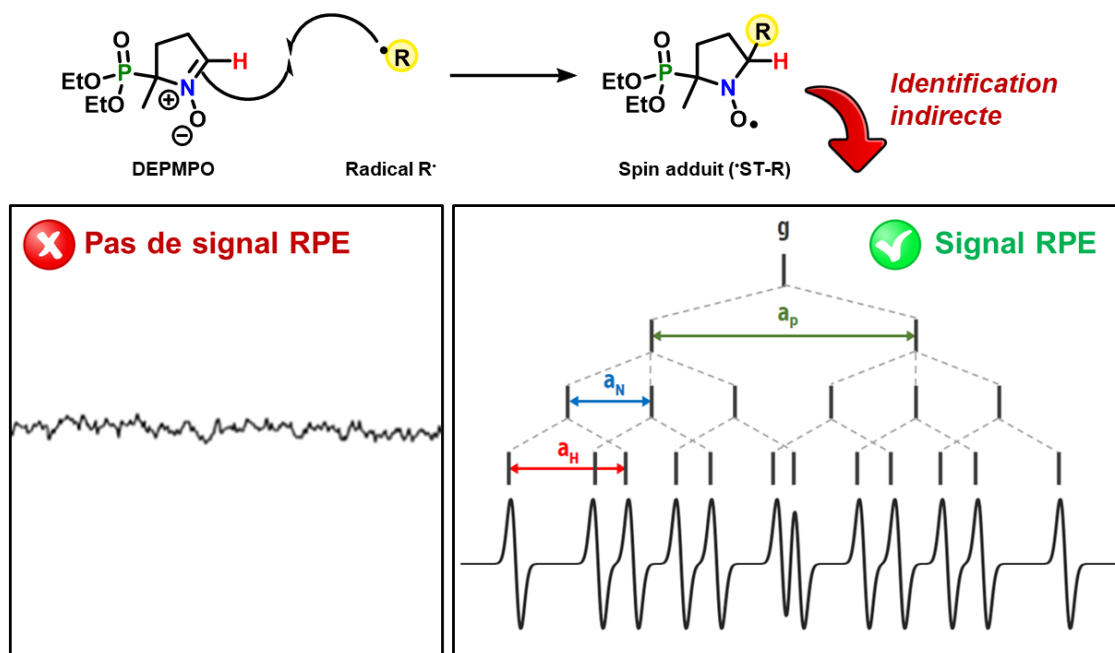 O
P
EtO
EtO
N
⊕
O
⊖
H
DEPMPO
•R
Radical R•
O
P
EtO
EtO
N
O•
R
H
Spin adduit (•ST-R)
Identification
indirecte
Pas de signal RPE
Signal RPE
g
aP
aN
aH